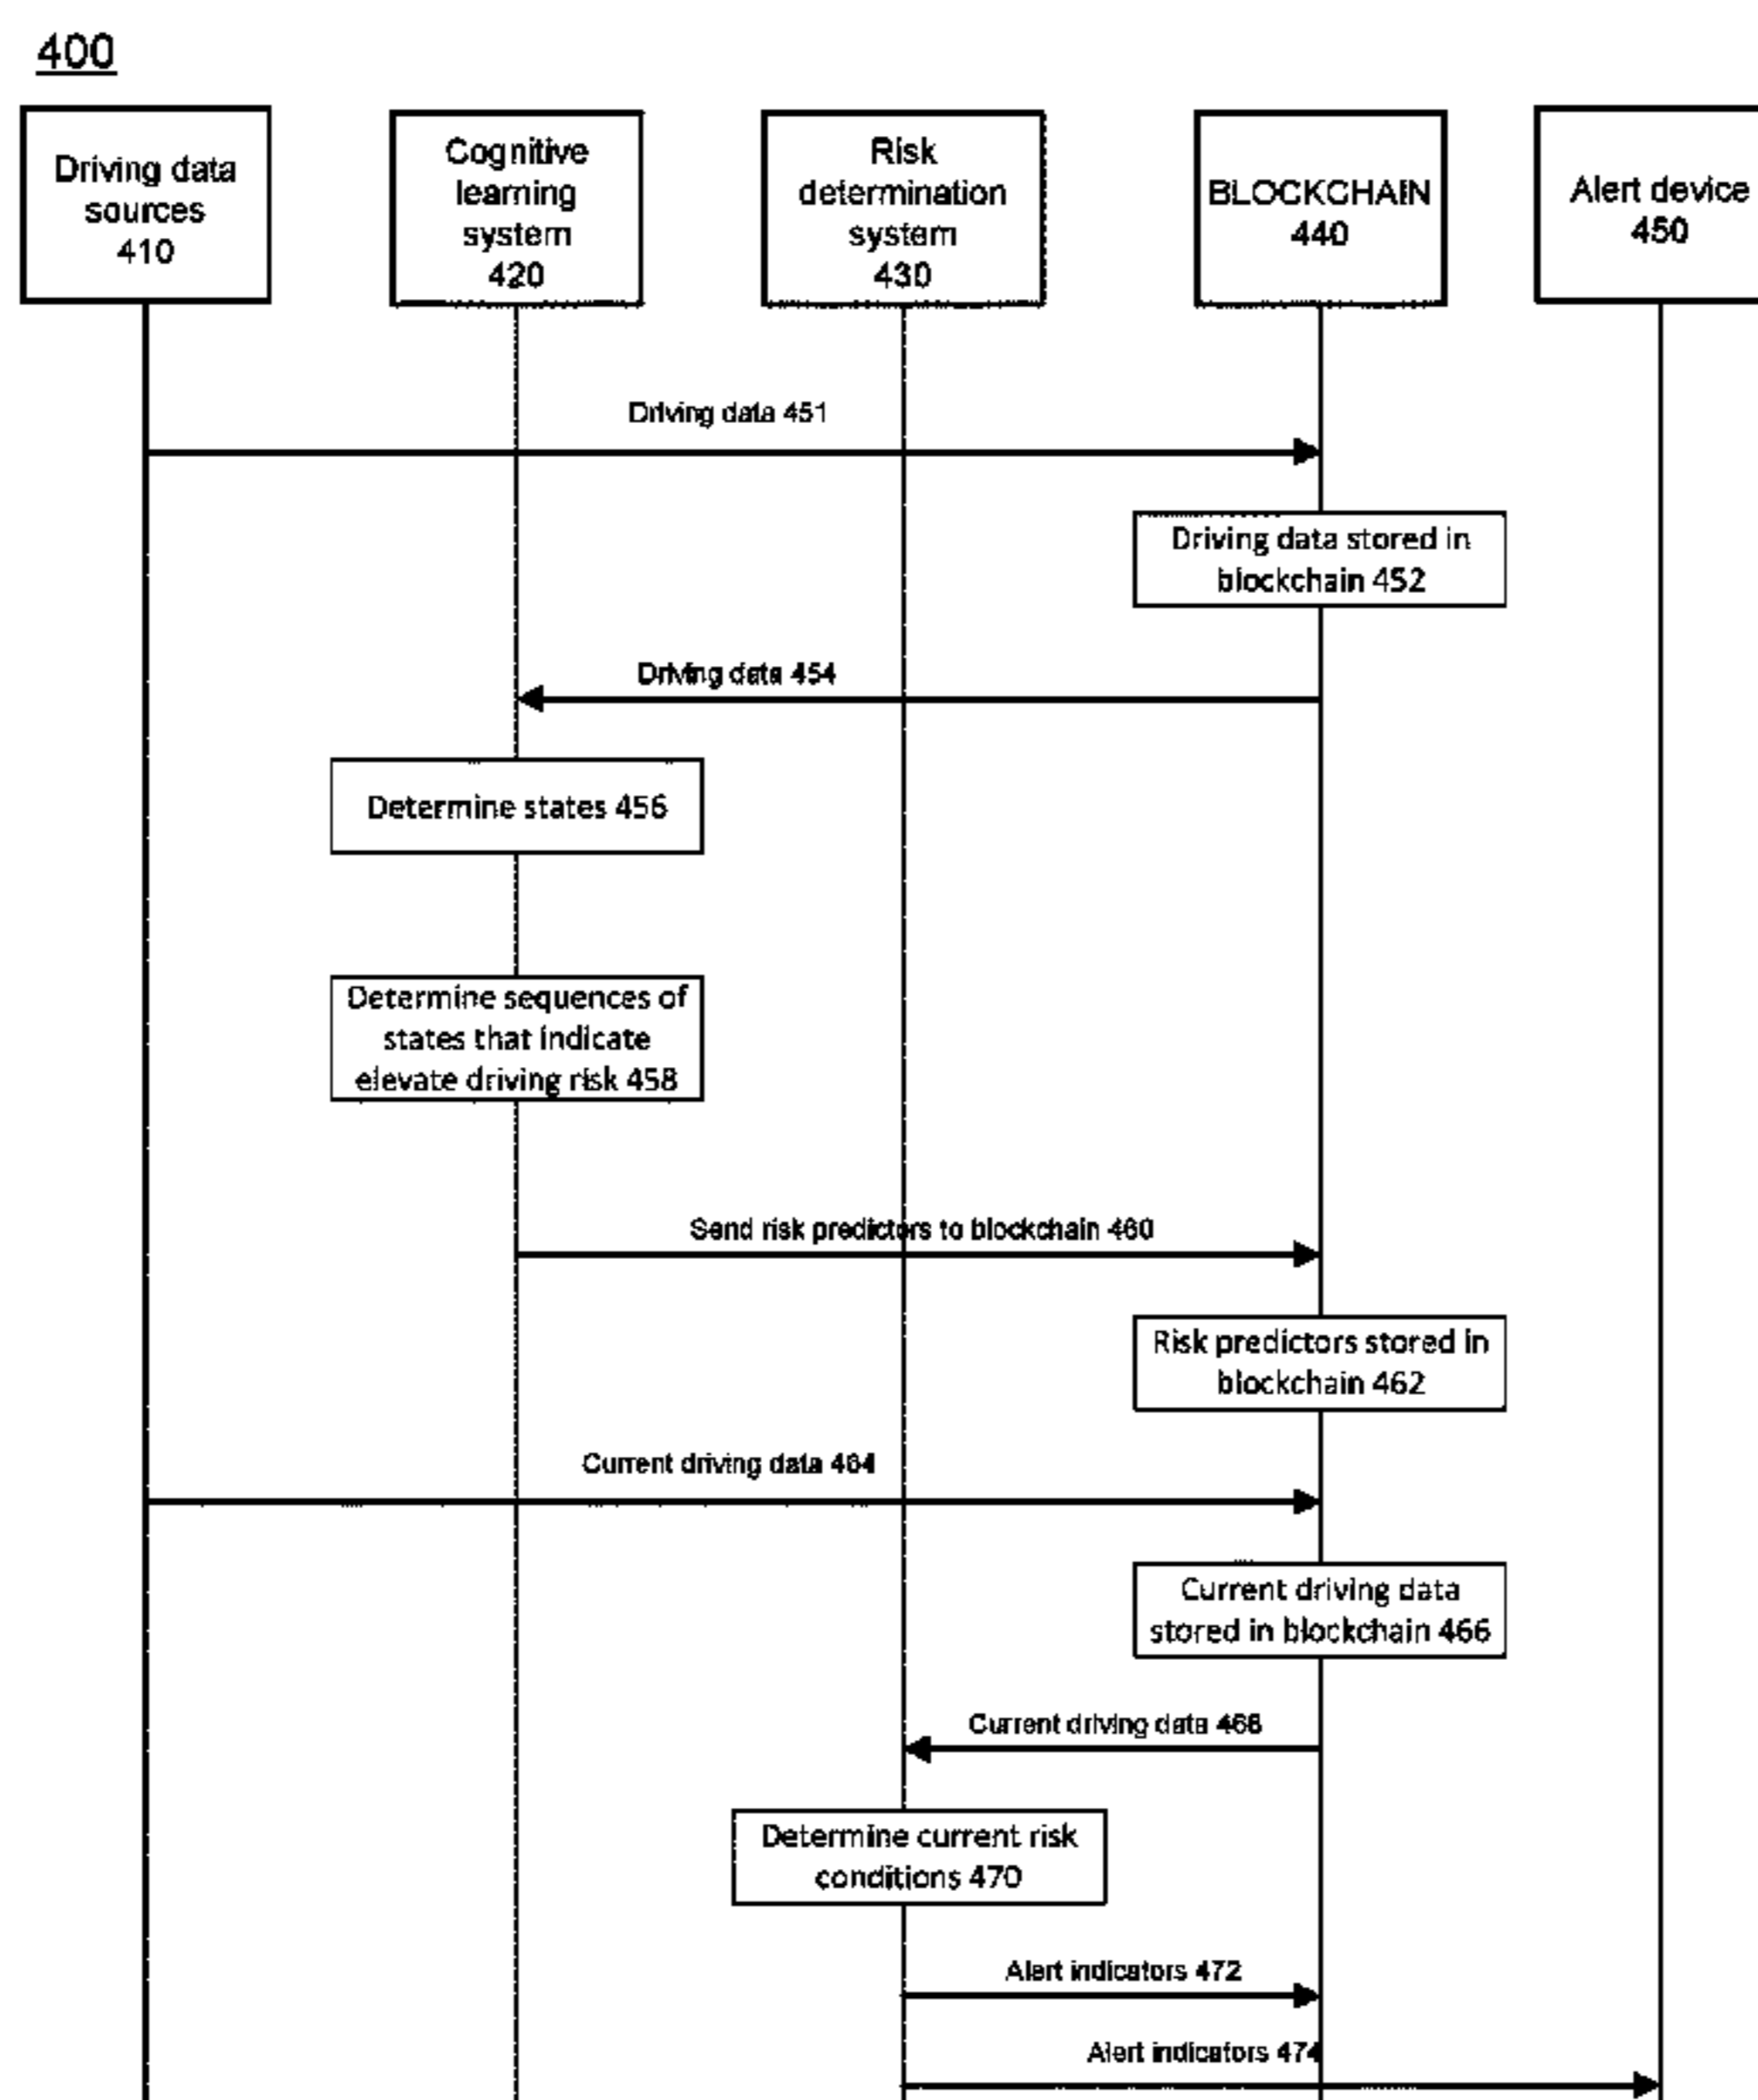 400
Driving data
sources
410
Cognitive
learning
system
420
Risk
determination
system
430
BLOCKCHAIN
440
Alert device
450
Driving data 451
Driving data stored in
blockchain 452
Driving data 454
Determine states 456
Determine sequences of
states that indicate
elevate driving risk 458
Send risk predictors to blockchain 460
Risk predictors stored in
blockchain 462
Current driving data 464
Current driving data
stored in blockchain 466
Current driving data 468
Determine current risk
conditions 470
Alert indicators 472
Alert indicators 474